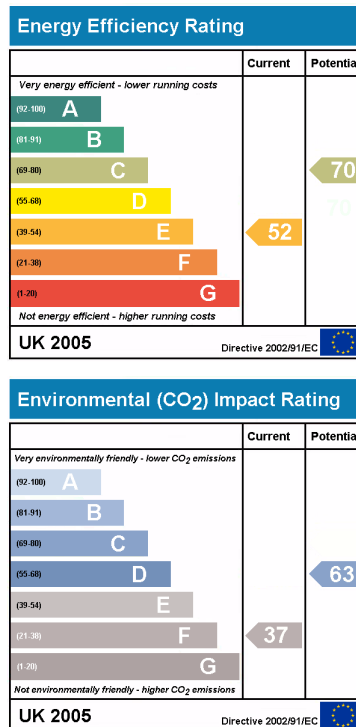 Energy Efficiency Rating
Current Potentia
Very energy efficient - lower running costs
(92-100) A
(81-91) B
(69-80) C 70
(55-68) D
(39-54) E 52
(21-38) F
(1-20) G
Not energy efficient - higher running costs
UK 2005 Directive 2002/91/EC
Environmental (CO2) Impact Rating
Current Potentia
Very environmentally friendly - lower CO2 emissions
(92-100) A
(81-91) B
(69-80) C
(55-68) D 63
(39-54) E
(21-38) F 37
(1-20) G
Not environmentally friendly - higher CO2 emissions
UK 2005 Directive 2002/91/EC